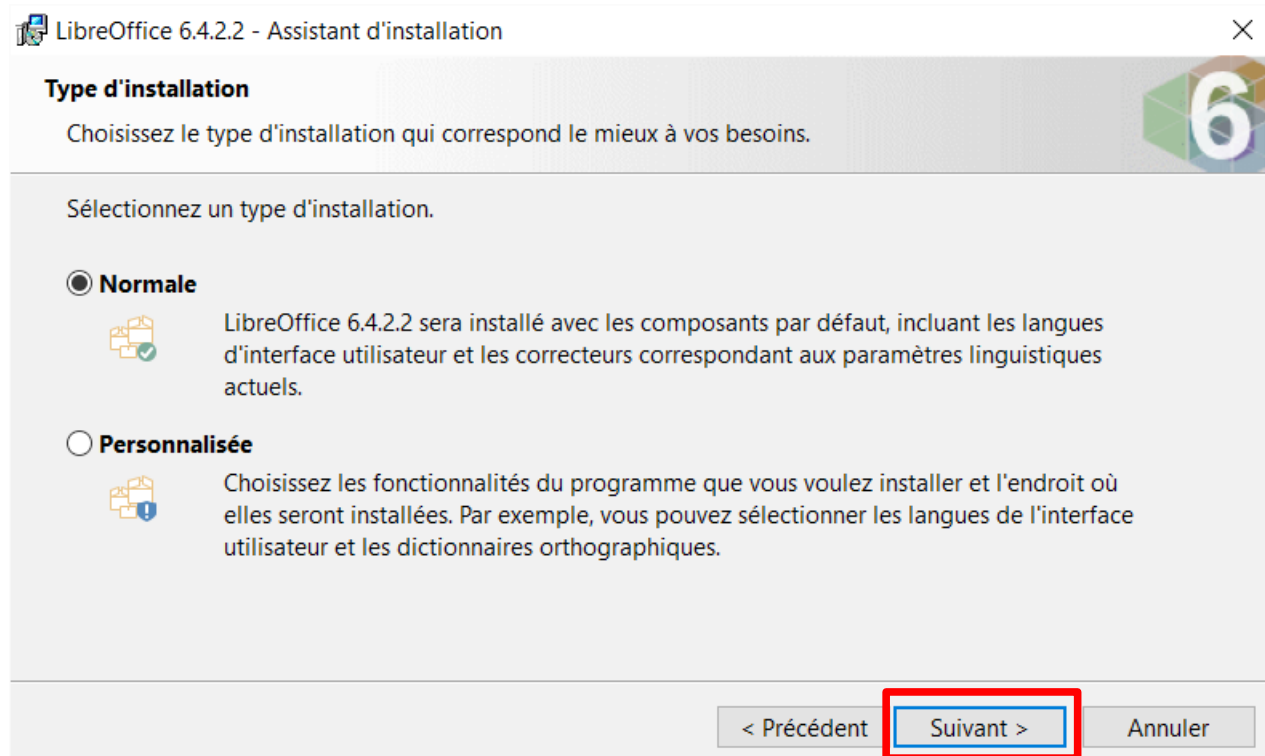 LibreOffice 6.4.2.2 - Assistant d'installation
Type d'installation
Choisissez le type d'installation qui correspond le mieux à vos besoins.
6
Sélectionnez un type d'installation.
Normale
LibreOffice 6.4.2.2 sera installé avec les composants par défaut, incluant les langues
d'interface utilisateur et les correcteurs correspondant aux paramètres linguistiques
actuels.
Personnalisée
Choisissez les fonctionnalités du programme que vous voulez installer et l'endroit où
elles seront installées. Par exemple, vous pouvez sélectionner les langues de l'interface
utilisateur et les dictionnaires orthographiques.
< Précédent Suivant > Annuler